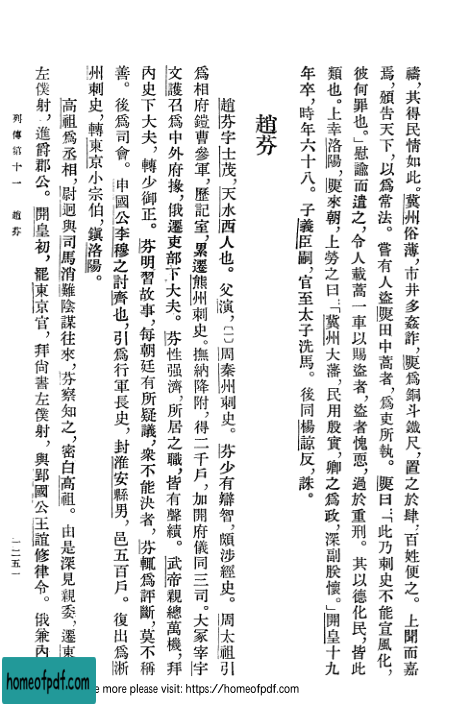 禱，其得民情如此。冀州俗薄，市井多姦詐，煚爲銅斗鐵尺，置之於肆，百姓便之。上聞而嘉
焉，頒告天下，以爲常法。嘗有人盜煚田中蒿者，爲吏所執。煚曰：「此乃刺史不能宣風化，
彼何罪也。」慰諭而遣之，令人載蒿一車以賜盜者，盜者愧恧，過於重刑。其以德化民，皆此
類也。上幸洛陽，煚來朝，上勞之曰：「冀州大藩，民用殷實，卿之爲政，深副朕懷。」開皇十九
年卒，時年六十八。子義臣嗣，官至太子洗馬。後同楊諒反，誅。
趙芬
趙芬字士茂，天水西人也。父演，〔一〕周秦州刺史。芬少有辯智，頗涉經史。周太祖引
爲相府鎧曹參軍，歷記室，累遷熊州刺史。撫納降附，得二千戶，加開府儀同三司。大冢宰宇
文護召爲中外府掾，俄遷吏部下大夫。芬性强濟，所居之職，皆有聲績。武帝親總萬機，拜
內史下大夫，轉少御正。芬明習故事，每朝廷有所疑議，衆不能決者，芬輒爲評斷，莫不稱
善。後爲司會。申國公李穆之討齊也，引爲行軍長史，封淮安縣男，邑五百戶。復出爲淅
州刺史，轉東京小宗伯，鎭洛陽。
高祖爲丞相，尉迥與司馬消難陰謀往來，芬察知之，密白高祖。由是深見親委，遷東
左僕射，進爵郡公。開皇初，罷東京官，拜尙書左僕射，與郢國公王誼修律令。俄兼內
列傳第十一 趙芬
一二五一
homeofpdf.com
e more please visit: https://homeofpdf.com